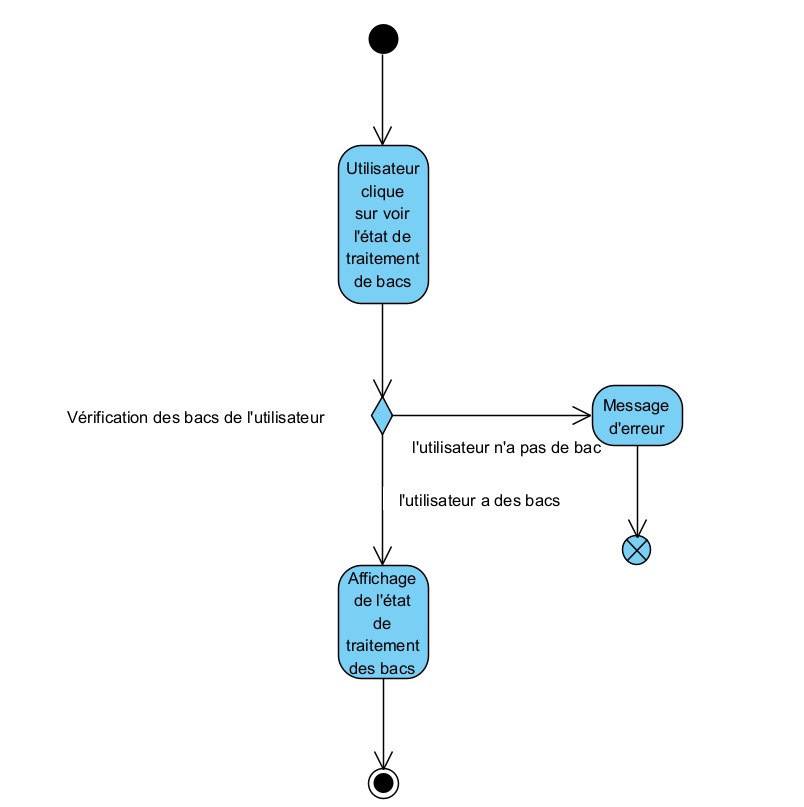 Utilisateur
clique
sur voir
l'état de
traitement
de bacs
Vérification des bacs de l'utilisateur
Message
d'erreur
l'utilisateur n'a pas de bac
l'utilisateur a des bacs
Affichage
de l'état
de
traitement
des bacs